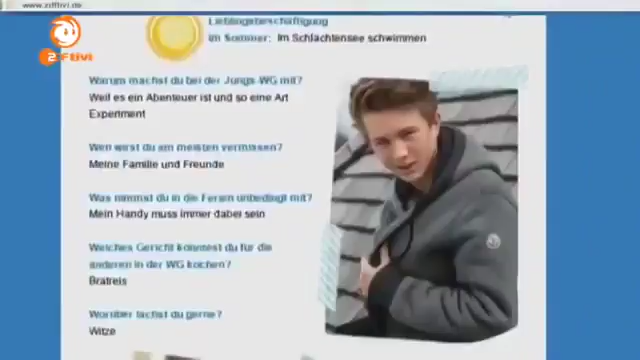 www.zdftivi.de
ZDFtivi
Lieblingsbeschäftigung
im Sommer: Im Schlachtensee schwimmen
Warum machst du bei der Jungs-WG mit?
Weil es ein Abenteuer ist und so eine Art
Experiment
Wen wirst du am meisten vermissen?
Meine Familie und Freunde
Was nimmst du in die Ferien unbedingt mit?
Mein Handy muss immer dabei sein
Welches Gericht könntest du für die
anderen in der WG kochen?
Bratreis
Worüber lachst du gerne?
Witze